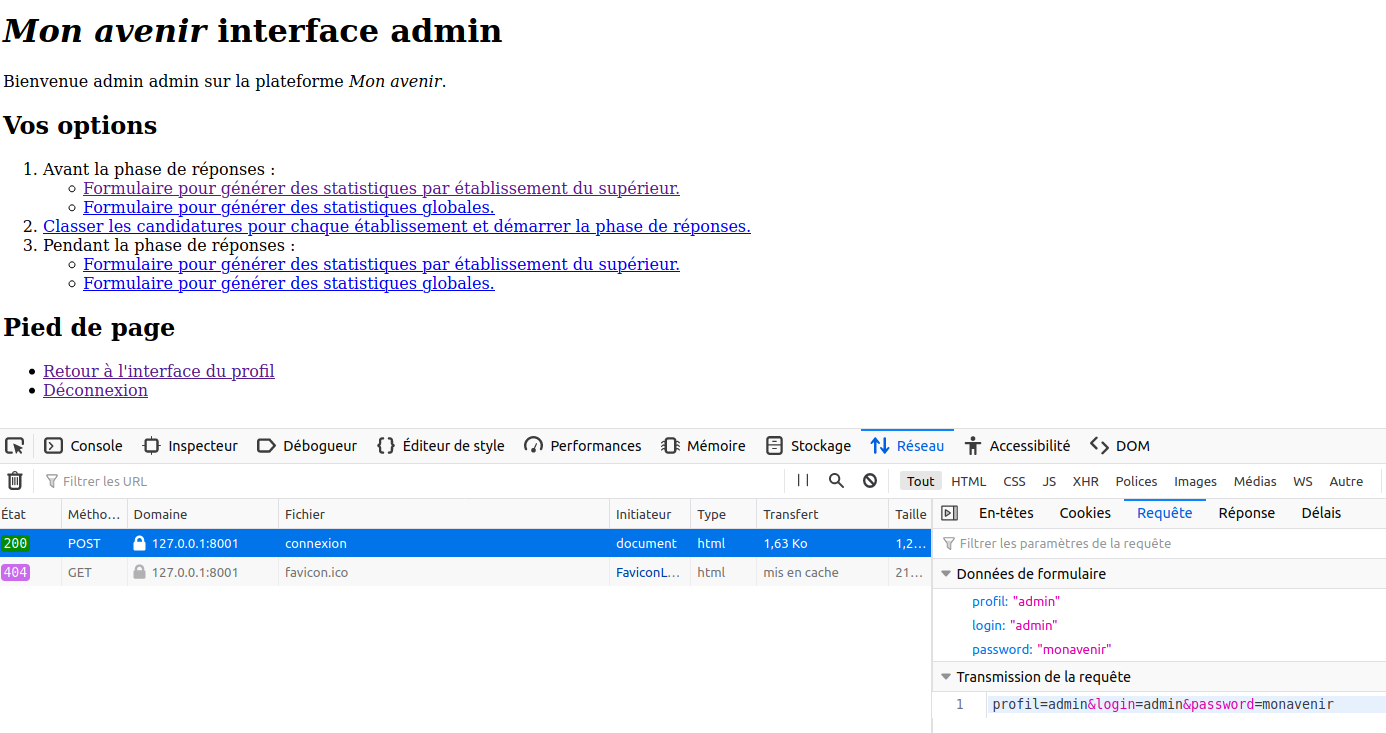 Mon avenir interface admin
Bienvenue admin admin sur la plateforme Mon avenir.
Vos options
1. Avant la phase de réponses :
Formulaire pour générer des statistiques par établissement du supérieur.
Formulaire pour générer des statistiques globales.
2. Classer les candidatures pour chaque établissement et démarrer la phase de réponses.
3. Pendant la phase de réponses :
Formulaire pour générer des statistiques par établissement du supérieur.
Formulaire pour générer des statistiques globales.
Pied de page
Retour à l'interface du profil
Déconnexion
Console Inspecteur Débogueur Éditeur de style Performances Mémoire Stockage Réseau Accessibilité DOM
Filtrer les URL Tout HTML CSS JS XHR Polices Images Médias WS Autre
État Métho… Domaine Fichier Initiateur Type Transfert Taille
200 POST 127.0.0.1:8001 connexion document html 1,63 Ko 1,2…
404 GET 127.0.0.1:8001 favicon.ico FaviconL… html mis en cache 21…
En-têtes Cookies Requête Réponse Délais
Filtrer les paramètres de la requête
Données de formulaire
profil: "admin"
login: "admin"
password: "monavenir"
Transmission de la requête
1 profil=admin&login=admin&password=monavenir